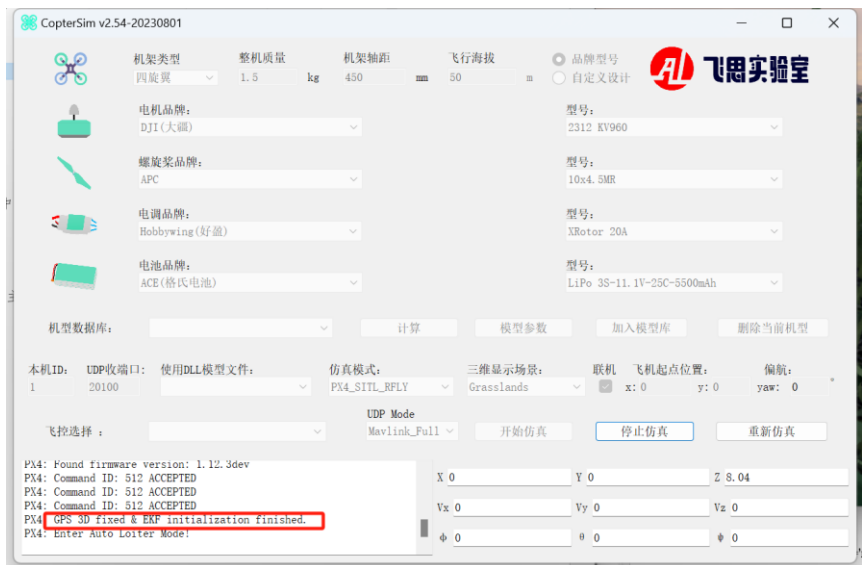 CopterSim v2.54-20230801
机架类型 整机质量 机架轴距 飞行海拔 品牌型号
四旋翼 1.5 kg 450 mm 50 m 自定义设计
飞思实验室
电机品牌: 型号:
DJI(大疆) 2312 KV960
螺旋桨品牌: 型号:
APC 10x4.5MR
电调品牌: 型号:
Hobbywing(好盈) XRotor 20A
电池品牌: 型号:
ACE(格氏电池) LiPo 3S-11.1V-25C-5500mAh
机型数据库: 计算 模型参数 加入模型库 删除当前机型
本机ID: UDP收端口: 使用DLL模型文件: 仿真模式: 三维显示场景: 联机 飞机起点位置: 偏航:
1 20100 PX4_SITL_RFLY Grasslands x: 0 y: 0 yaw: 0 °
UDP Mode
飞控选择 : Mavlink_Full 开始仿真 停止仿真 重新仿真
PX4: Found firmware version: 1.12.3dev
PX4: Command ID: 512 ACCEPTED
PX4: Command ID: 512 ACCEPTED
PX4: Command ID: 512 ACCEPTED
PX4: GPS 3D fixed & EKF initialization finished.
PX4: Enter Auto Loiter Mode!
X 0 Y 0 Z 8.04
Vx 0 Vy 0 Vz 0
ϕ 0 θ 0 ψ 0